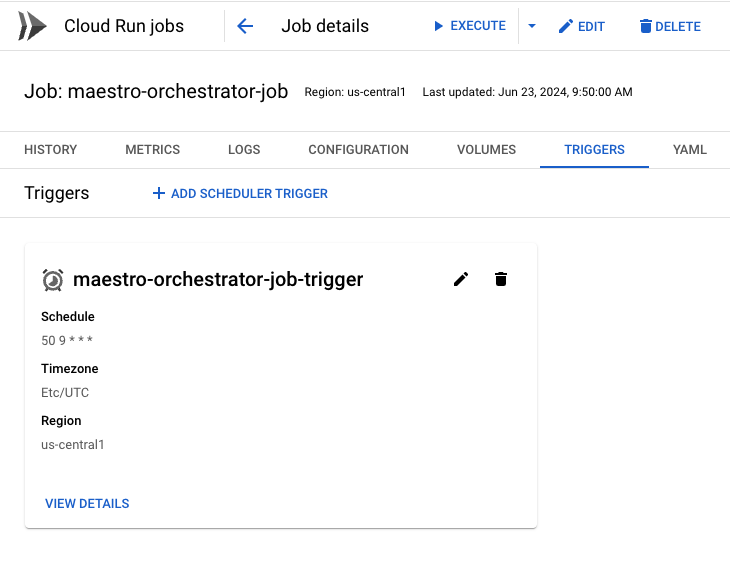 Cloud Run jobs
Job details
EXECUTE
EDIT
DELETE
Job: maestro-orchestrator-job
Region: us-central1
Last updated: Jun 23, 2024, 9:50:00 AM
HISTORY
METRICS
LOGS
CONFIGURATION
VOLUMES
TRIGGERS
YAML
Triggers
ADD SCHEDULER TRIGGER
maestro-orchestrator-job-trigger
Schedule
50 9 * * *
Timezone
Etc/UTC
Region
us-central1
VIEW DETAILS